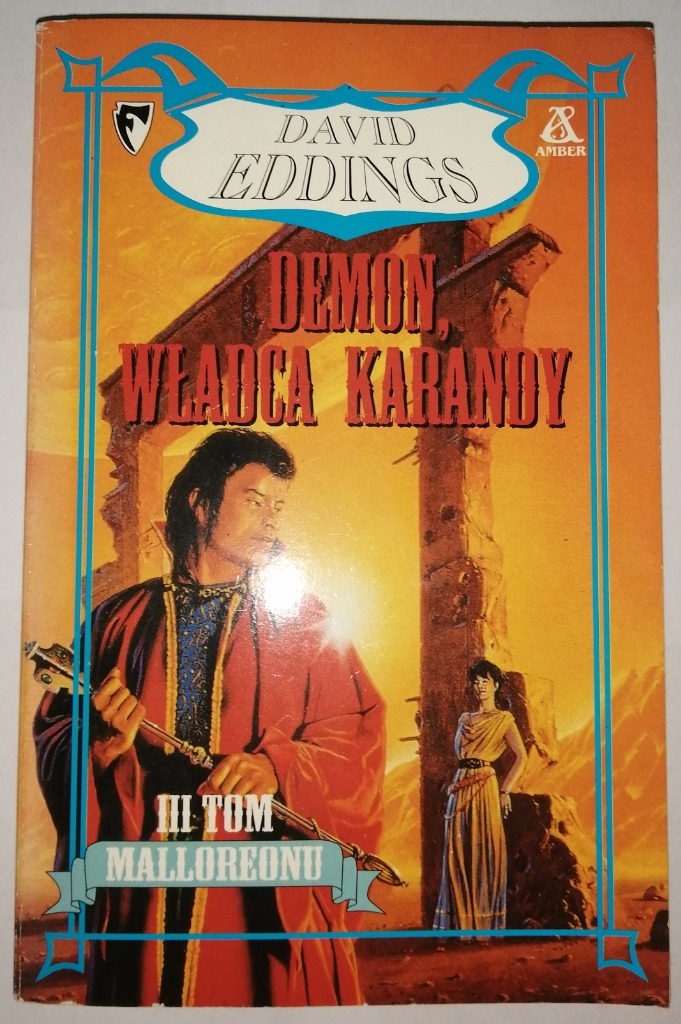 DAVID
EDDINGS
AMBER
DEMON,
WŁADCA KARANDY
III TOM
MALLOREONU